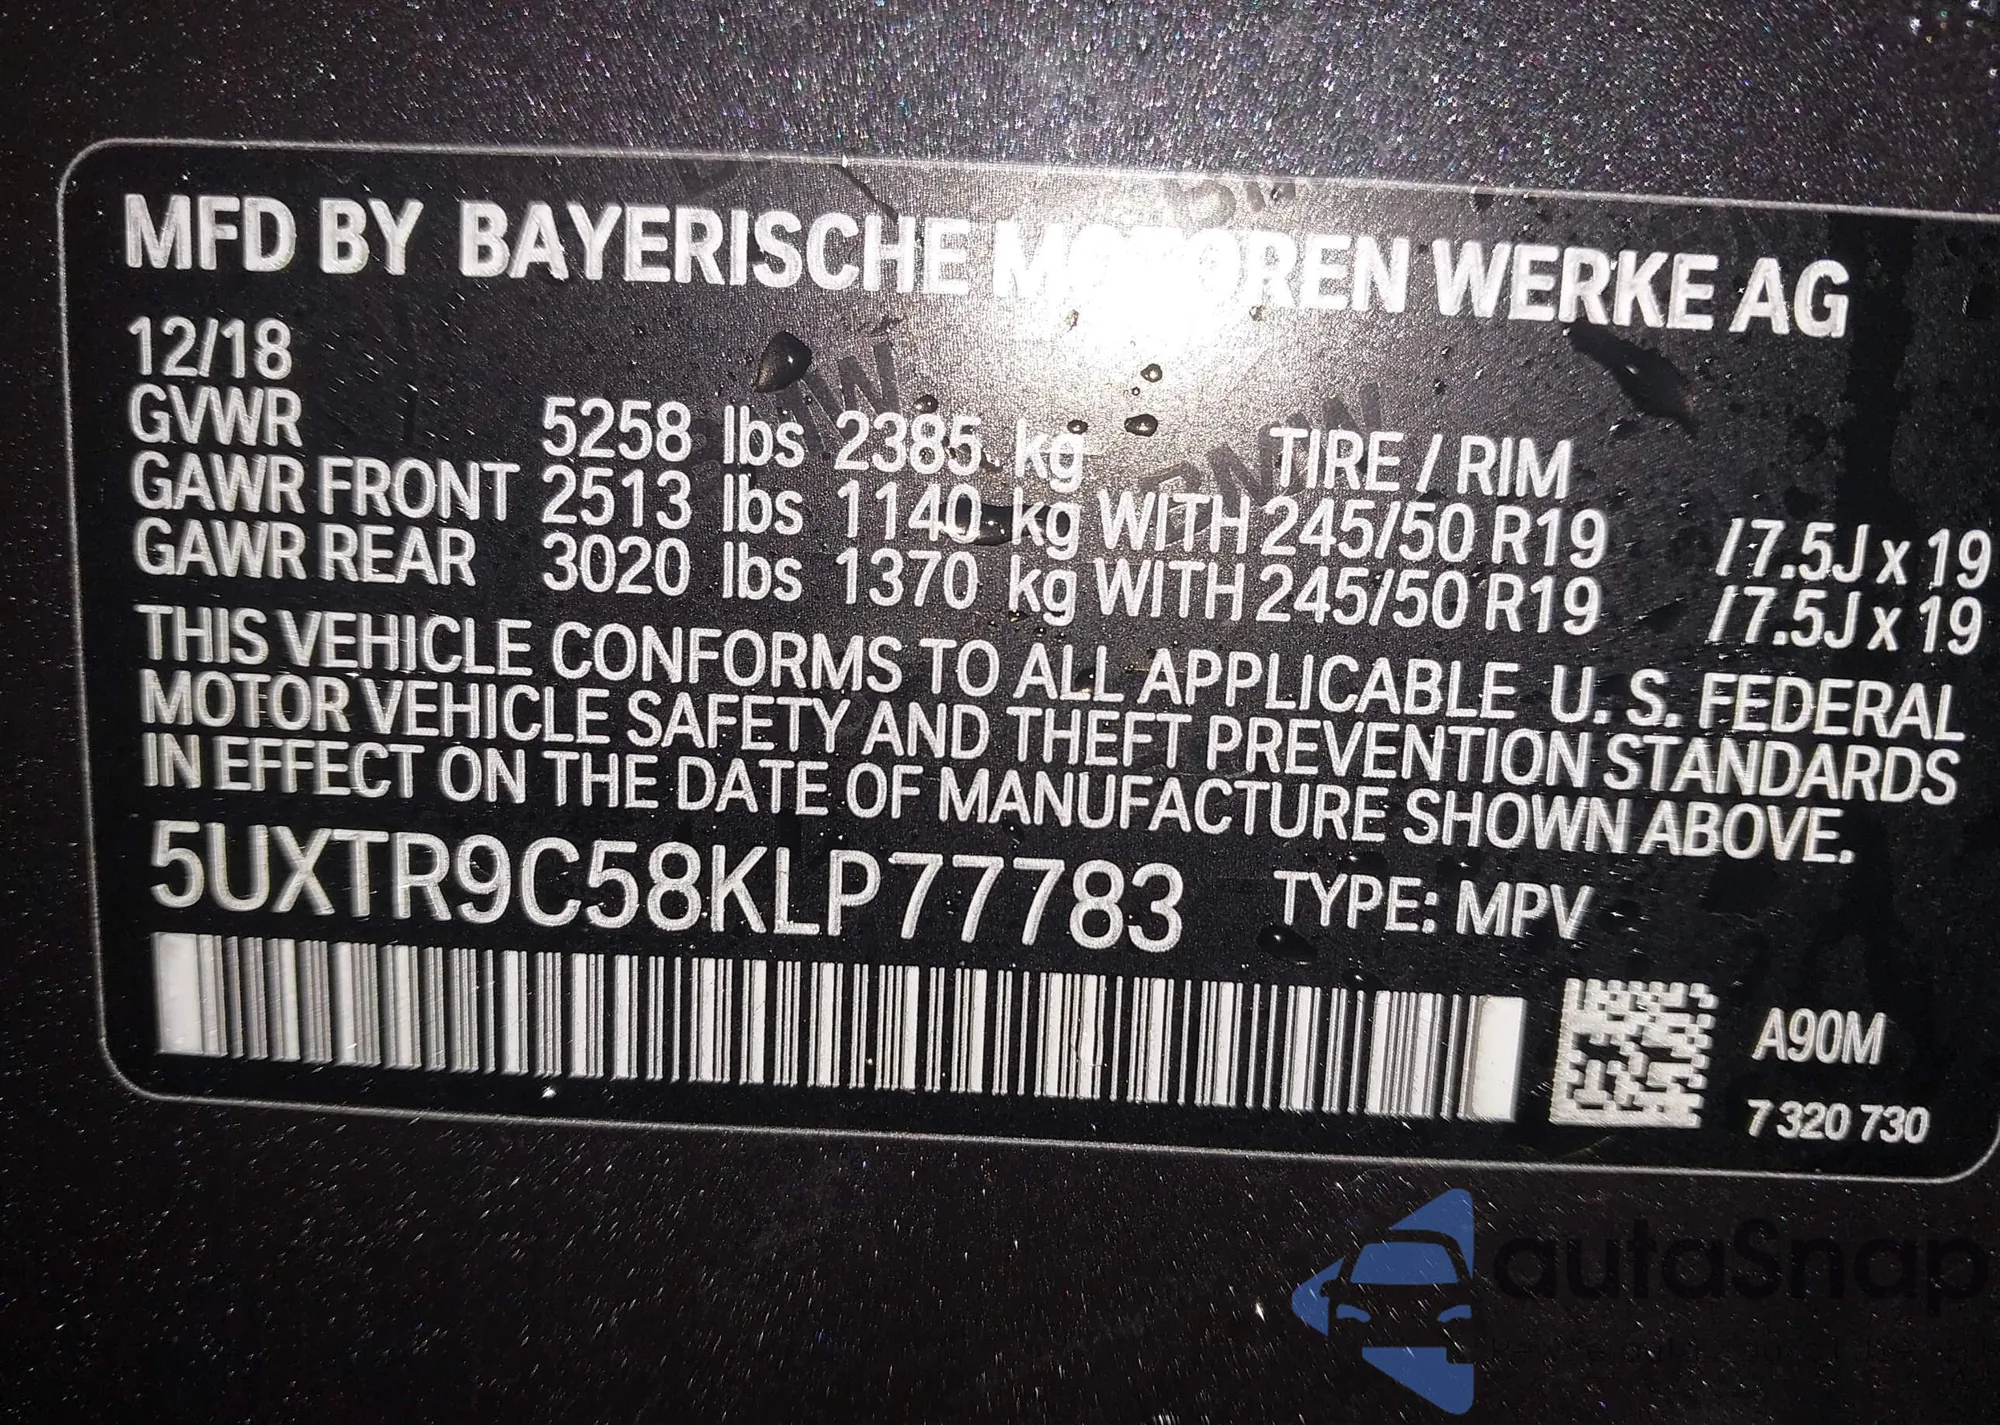 MFD BY BAYERISCHE MOTOREN WERKE AG
12/18
GVWR 5258 lbs 2385 kg TIRE / RIM
GAWR FRONT 2513 lbs 1140 kg WITH 245/50 R19 / 7.5J x 19
GAWR REAR 3020 lbs 1370 kg WITH 245/50 R19 / 7.5J x 19
THIS VEHICLE CONFORMS TO ALL APPLICABLE U. S. FEDERAL
MOTOR VEHICLE SAFETY AND THEFT PREVENTION STANDARDS
IN EFFECT ON THE DATE OF MANUFACTURE SHOWN ABOVE.
5UXTR9C58KLP77783 TYPE: MPV
A90M
7 320 730
autaSnap